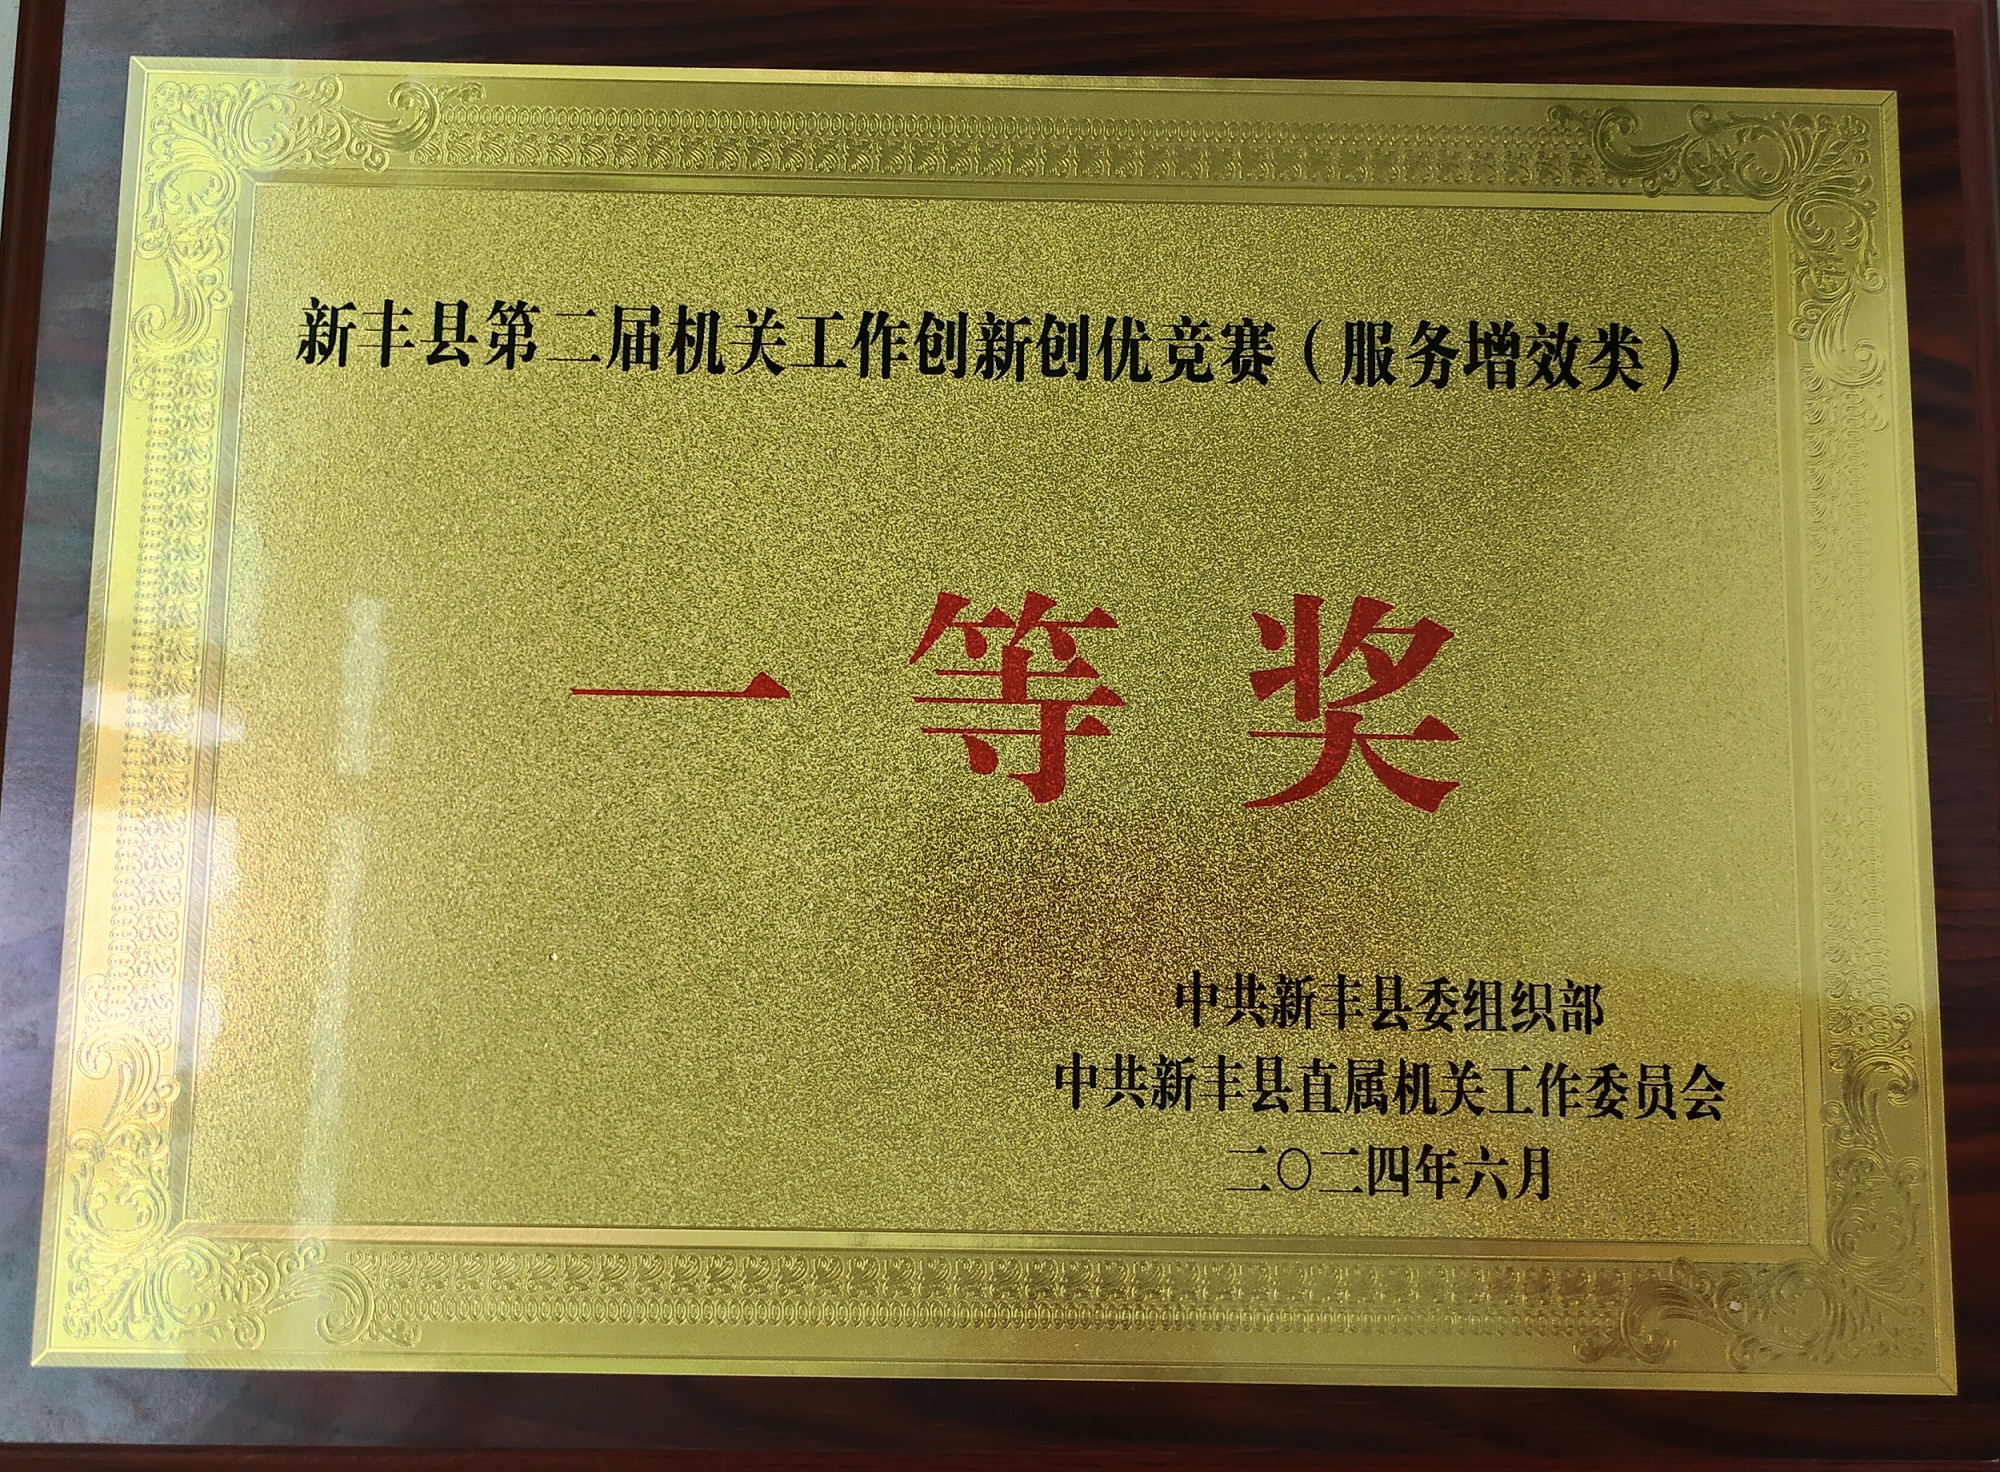 新丰县第二届机关工作创新创优竞赛（服务增效类）
一等奖
中共新丰县委组织部
中共新丰县直属机关工作委员会
二〇二四年六月